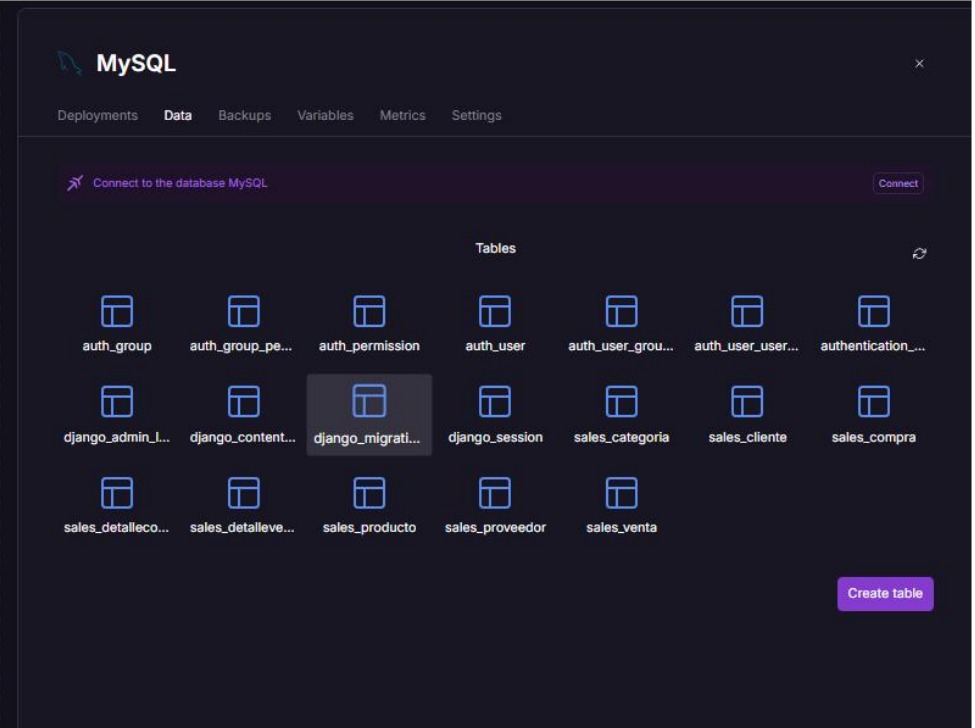 MySQL
Deployments Data Backups Variables Metrics Settings
Connect to the database MySQL Connect
Tables
auth_group auth_group_pe... auth_permission auth_user auth_user_grou... auth_user_user... authentication_...
django_admin_l... django_content... django_migrati... django_session sales_categoria sales_cliente sales_compra
sales_detalleco... sales_detalleve... sales_producto sales_proveedor sales_venta
Create table